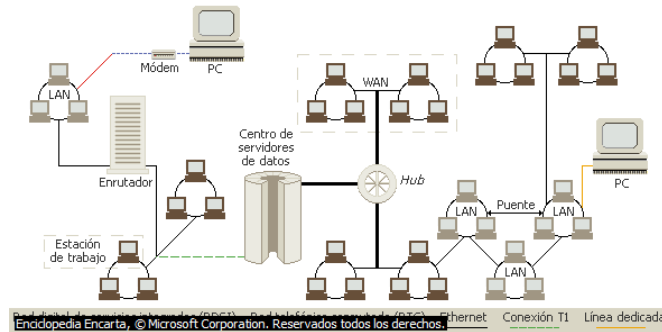 LAN
Módem
PC
WAN
Centro de
servidores
de datos
Enrutador
Hub
PC
LAN
Puente
LAN
Estación
de trabajo
LAN
Ethernet
Conexión T1
Línea dedicada
Enciclopedia Encarta, © Microsoft Corporation. Reservados todos los derechos.